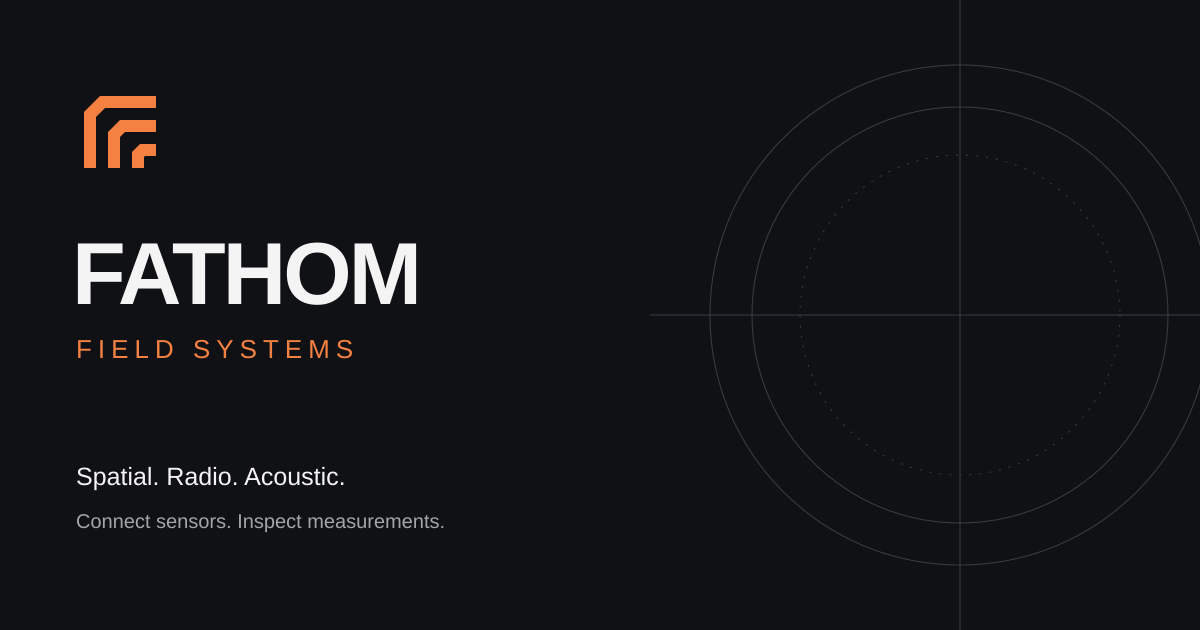 FATHOM
FIELD SYSTEMS
Spatial. Radio. Acoustic.
Connect sensors. Inspect measurements.